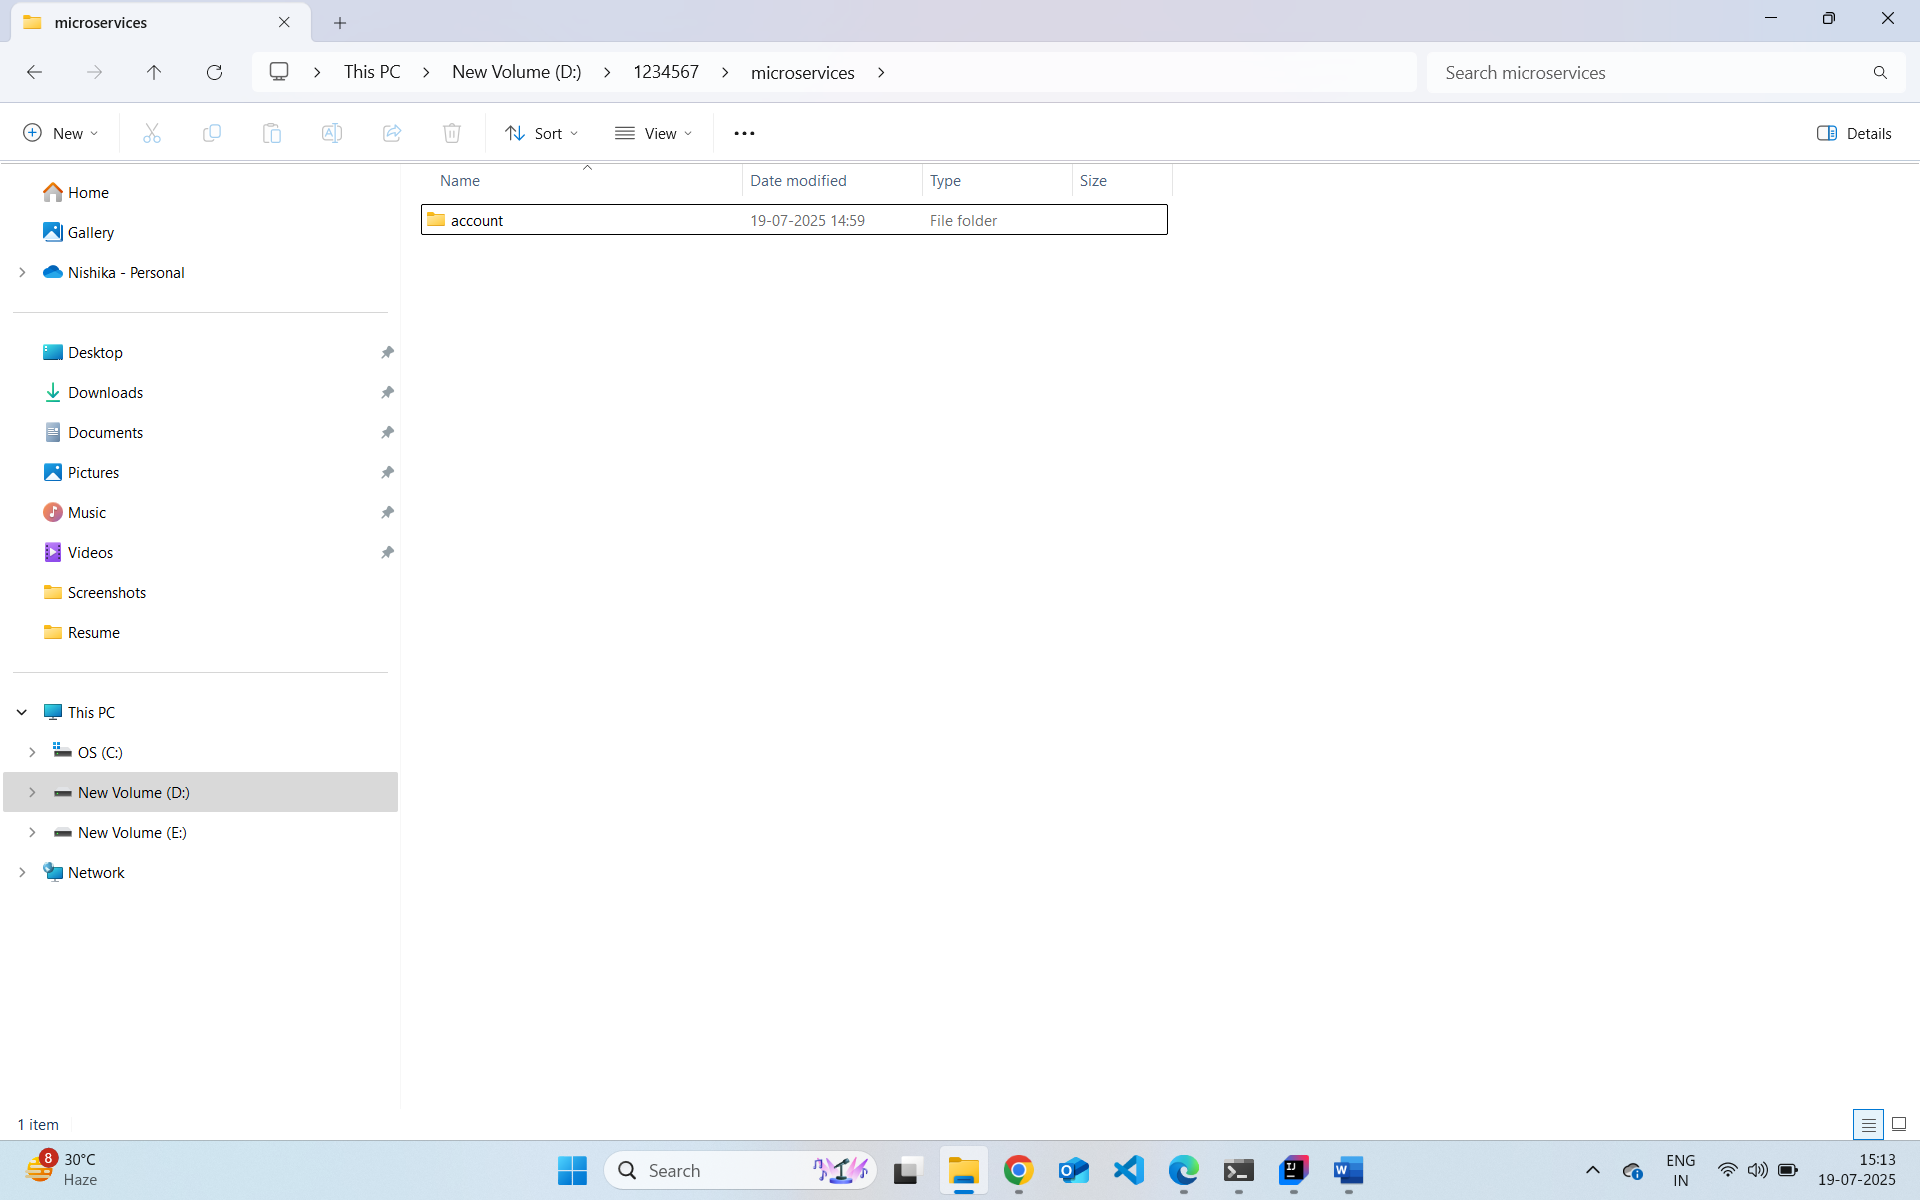 microservices
This PC
New Volume (D:)
1234567
microservices
Search microservices
New
Sort
View
Details
Name
Date modified
Type
Size
account
19-07-2025 14:59
File folder
Home
Gallery
Nishika - Personal
Desktop
Downloads
Documents
Pictures
Music
Videos
Screenshots
Resume
This PC
OS (C:)
New Volume (D:)
New Volume (E:)
Network
1 item
8
30°C
Haze
Search
ENG
IN
15:13
19-07-2025